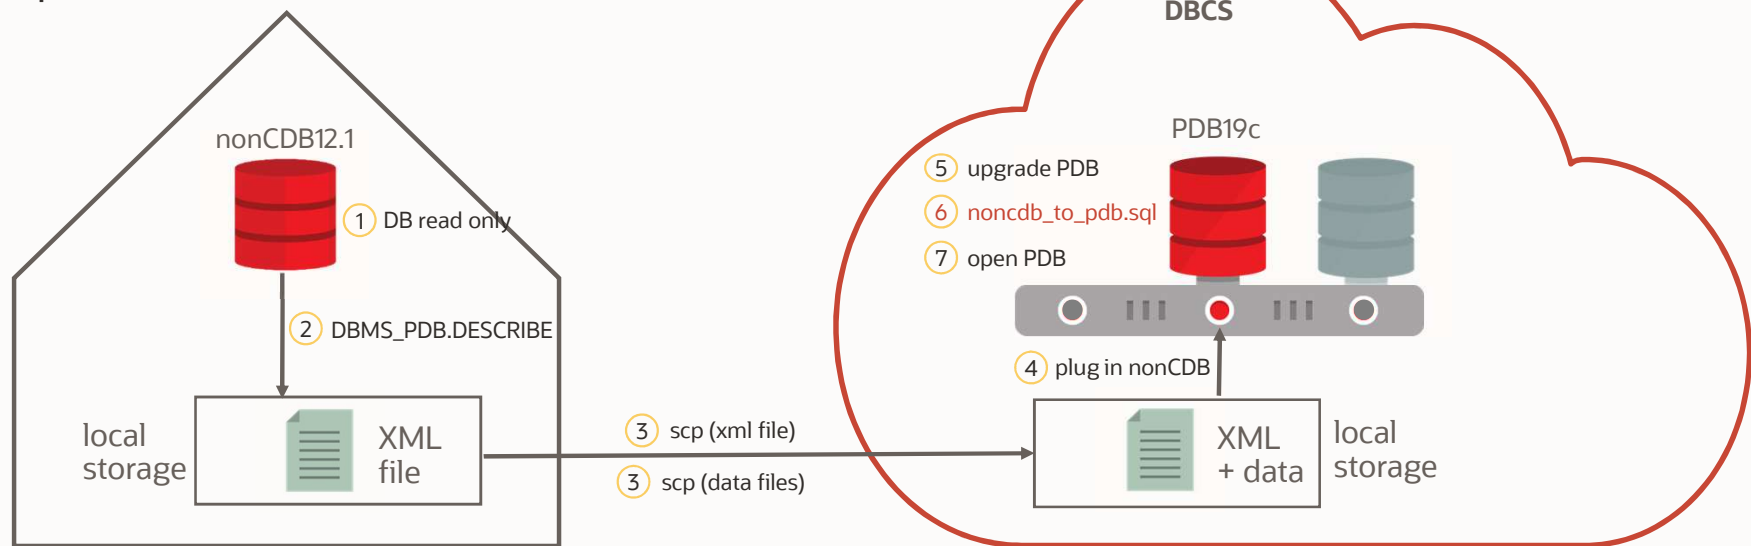 DBCS
nonCDB12.1
1 DB read only
2 DBMS_PDB.DESCRIBE
local
storage
XML
file
3 scp (xml file)
3 scp (data files)
PDB19c
5 upgrade PDB
6 noncdb_to_pdb.sql
7 open PDB
4 plug in nonCDB
XML
+ data
local
storage